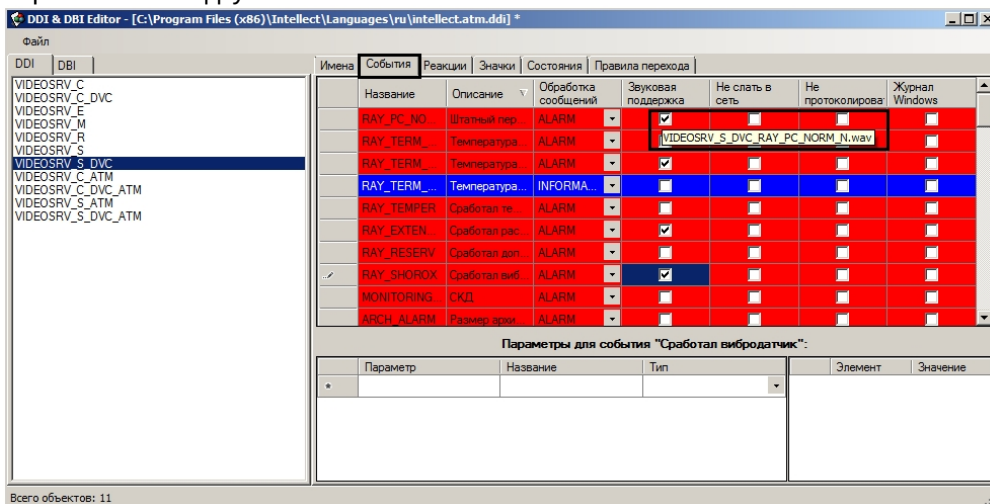 DDI & DBI Editor - [C:\Program Files (x86)\Intellect\Languages\ru\intellect.atm.ddi] *
Файл
DDI DBI
Имена События Реакции Значки Состояния Правила перехода
VIDEOSRV_C
VIDEOSRV_C_DVC
VIDEOSRV_E
VIDEOSRV_M
VIDEOSRV_R
VIDEOSRV_S
VIDEOSRV_S_DVC
VIDEOSRV_C_ATM
VIDEOSRV_C_DVC_ATM
VIDEOSRV_S_ATM
VIDEOSRV_S_DVC_ATM
Название Описание Обработка сообщений Звуковая поддержка Не слать в сеть Не протоколироват Журнал Windows
RAY_PC_NO... Штатный пер... ALARM
VIDEOSRV_S_DVC_RAY_PC_NORM_N.wav
RAY_TERM_... Температура... ALARM
RAY_TERM_... Температура... ALARM
RAY_TERM_... Температура... INFORMA...
RAY_TEMPER Сработал те... ALARM
RAY_EXTEN... Сработал рас... ALARM
RAY_RESERV Сработал доп... ALARM
RAY_SHOROX Сработал виб... ALARM
MONITORING... СКД ALARM
ARCH_ALARM Размер архи... ALARM
Параметры для события "Сработал вибродатчик":
Параметр Название Тип
Элемент Значение
Всего объектов: 11